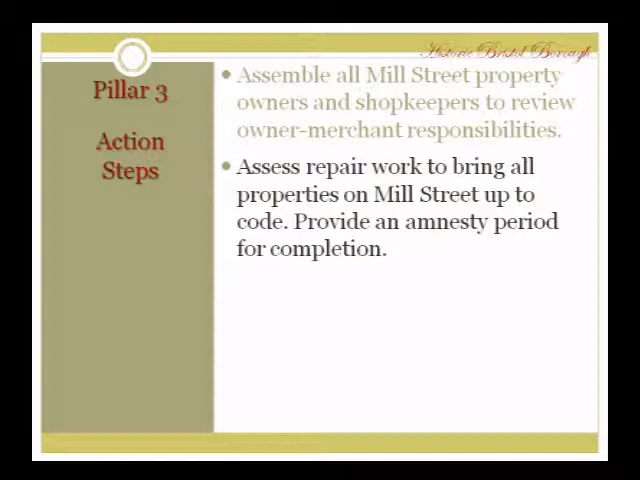 Historic Bristol Borough
Pillar 3
Action
Steps
Assemble all Mill Street property
owners and shopkeepers to review
owner-merchant responsibilities.
Assess repair work to bring all
properties on Mill Street up to
code. Provide an amnesty period
for completion.